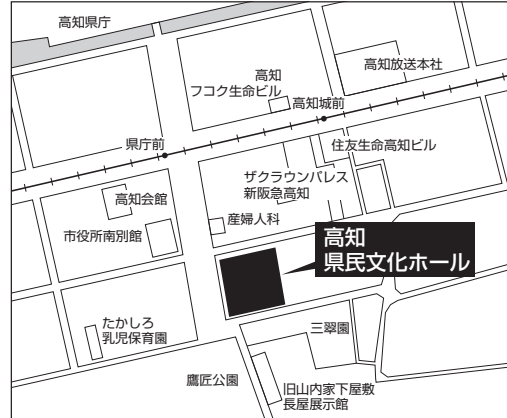 高知県庁
高知
フコク生命ビル
高知放送本社
高知城前
県庁前
住友生命高知ビル
ザクラウンパレス
新阪急高知
高知会館
産婦人科
市役所南別館
高知
県民文化ホール
たかしろ
乳児保育園
三翠園
鷹匠公園
旧山内家下屋敷
長屋展示館